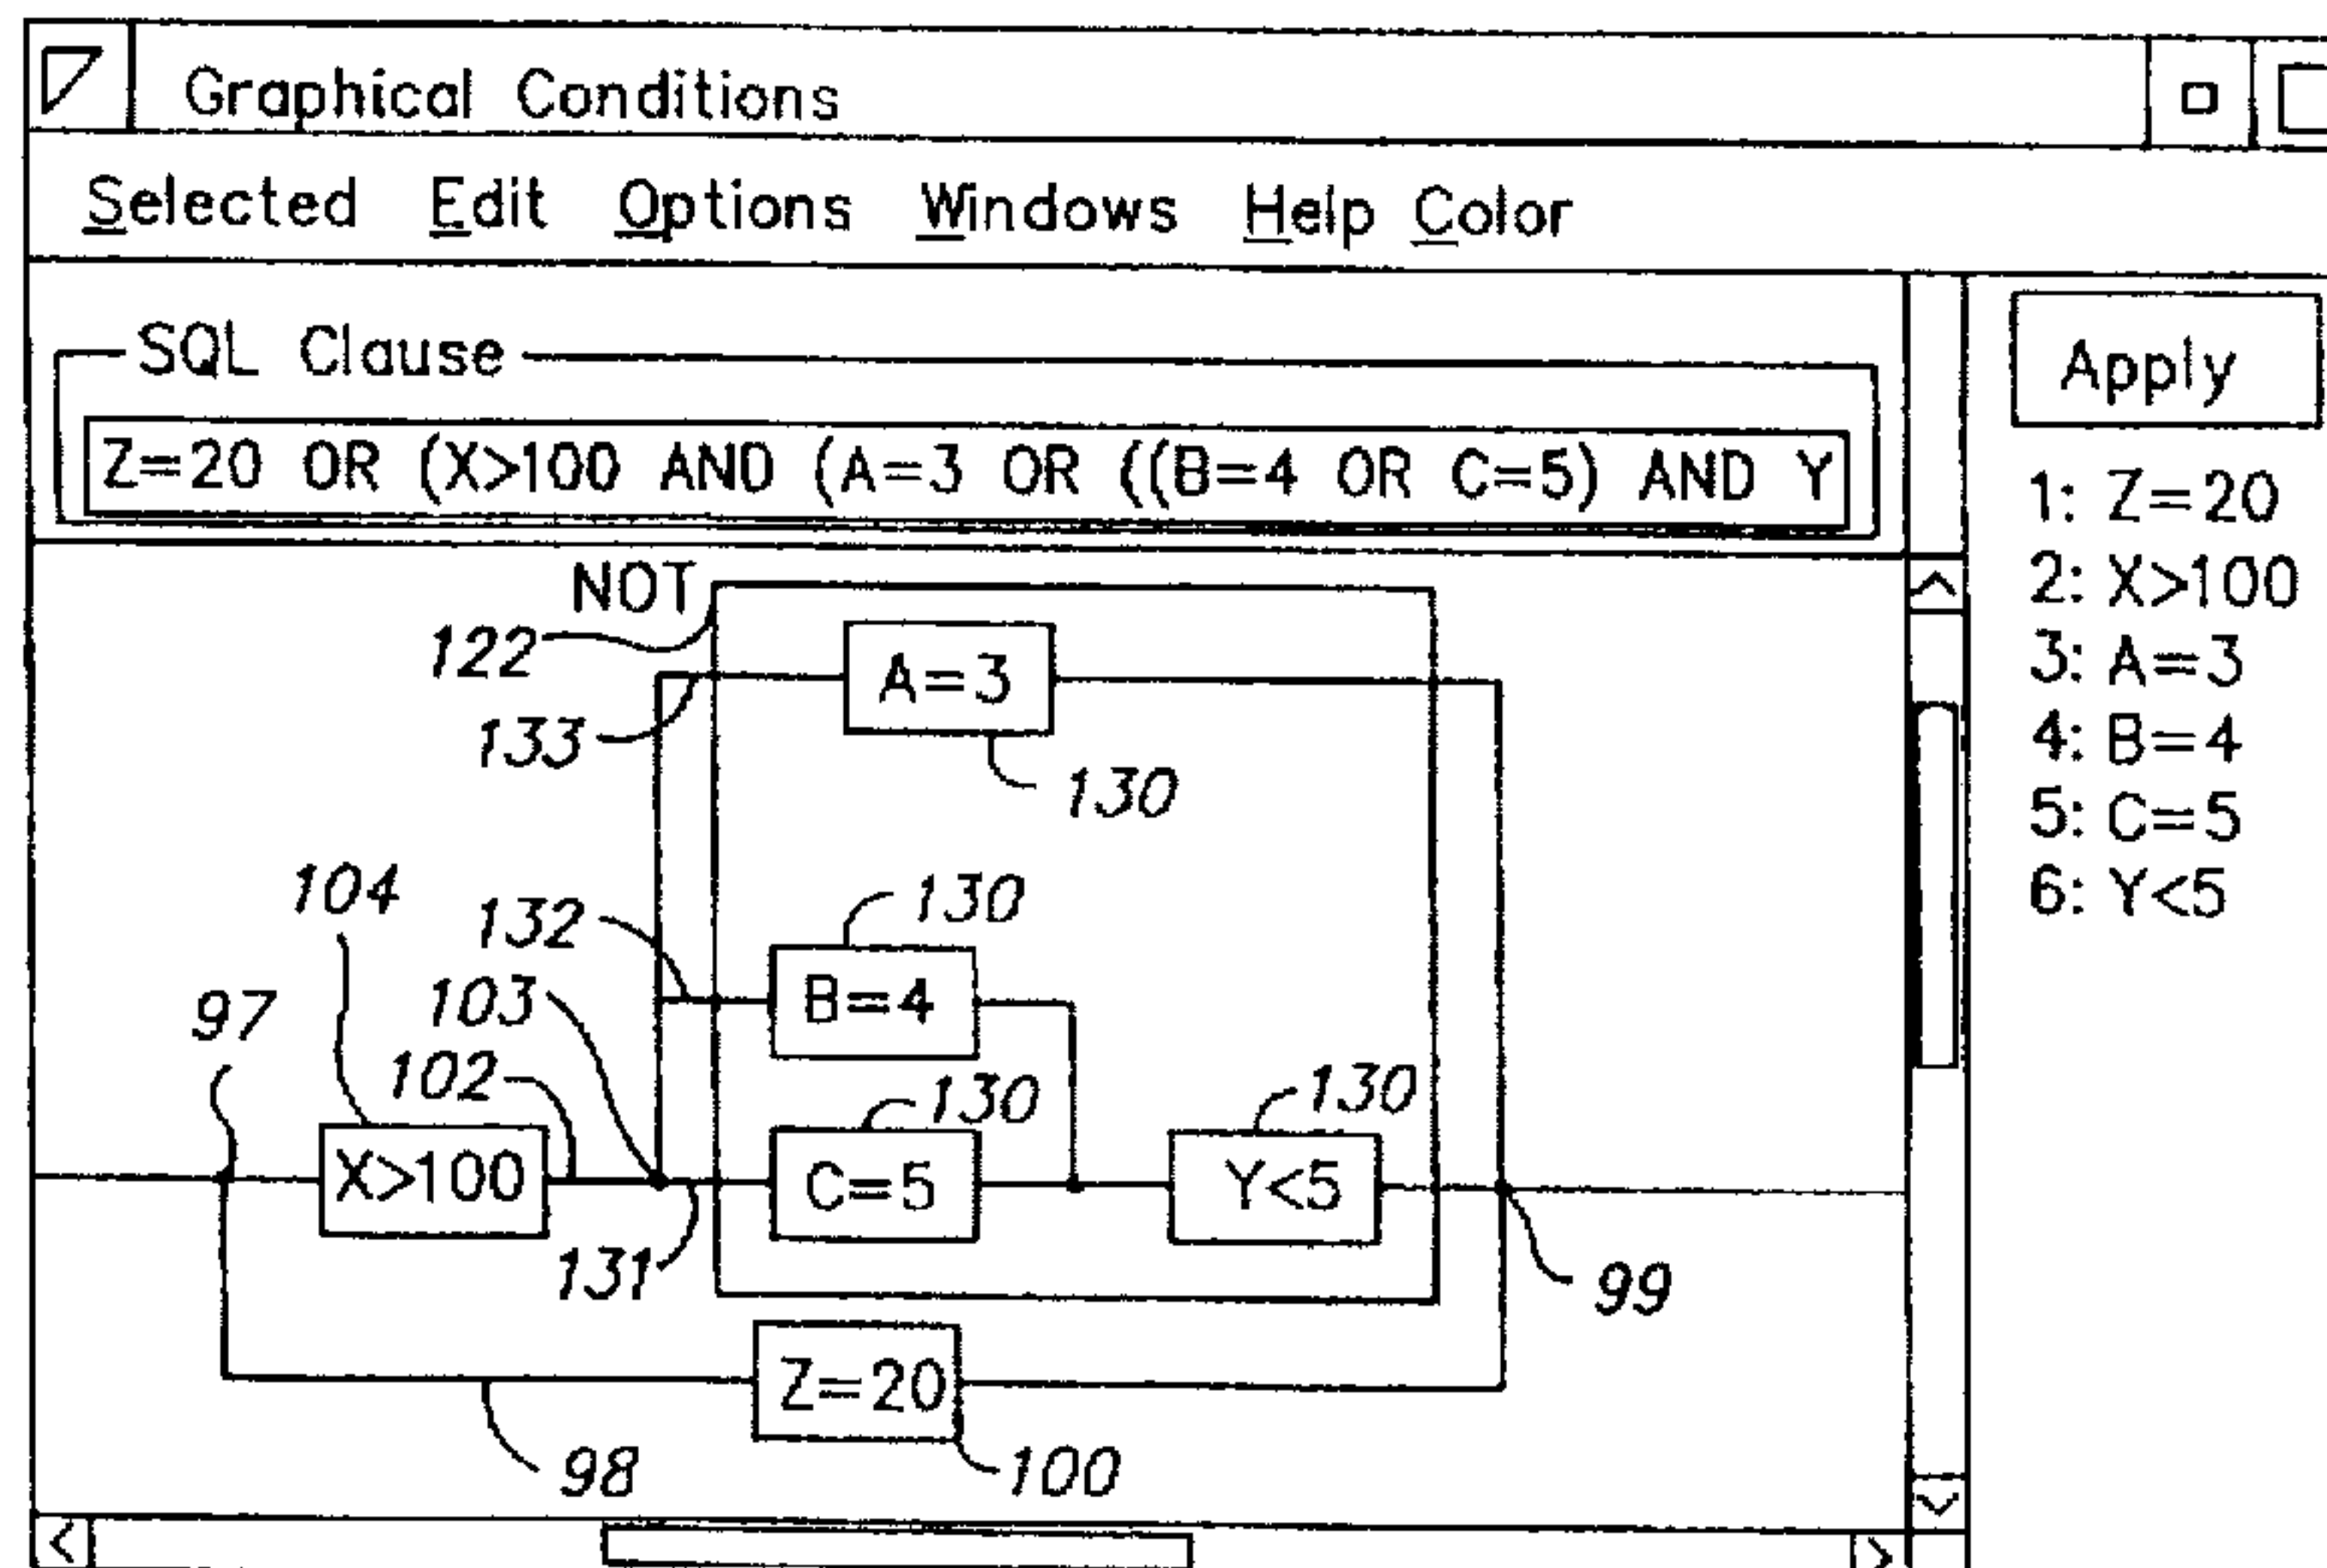 Graphical Conditions
Selected Edit Options Windows Help Color
SQL Clause
Z=20 OR (X>100 AND (A=3 OR ((B=4 OR C=5) AND Y
Apply
1: Z=20
2: X>100
3: A=3
4: B=4
5: C=5
6: Y<5
NOT
122
A=3
133
130
104
132
130
B=4
97
103
102
130
130
X>100
C=5
Y<5
131
99
Z=20
98
100